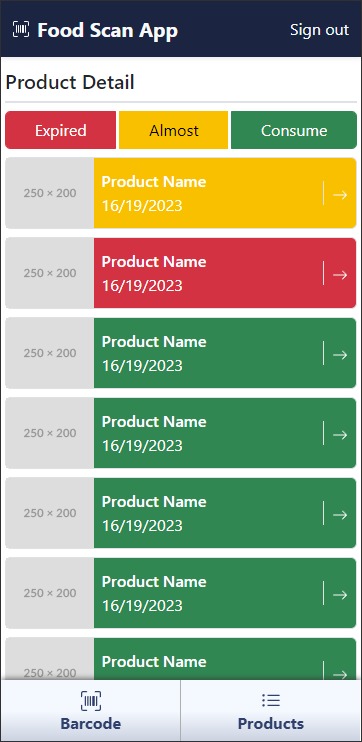 Food Scan App
Sign out
Product Detail
Expired
Almost
Consume
250 × 200
Product Name
16/19/2023
250 × 200
Product Name
16/19/2023
250 × 200
Product Name
16/19/2023
250 × 200
Product Name
16/19/2023
250 × 200
Product Name
16/19/2023
250 × 200
Product Name
16/19/2023
250 × 200
Product Name
Barcode
Products